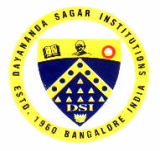 DAYANANDA SAGAR INSTITUTIONS
ESTD. 1960 BANGALORE INDIA
DSI